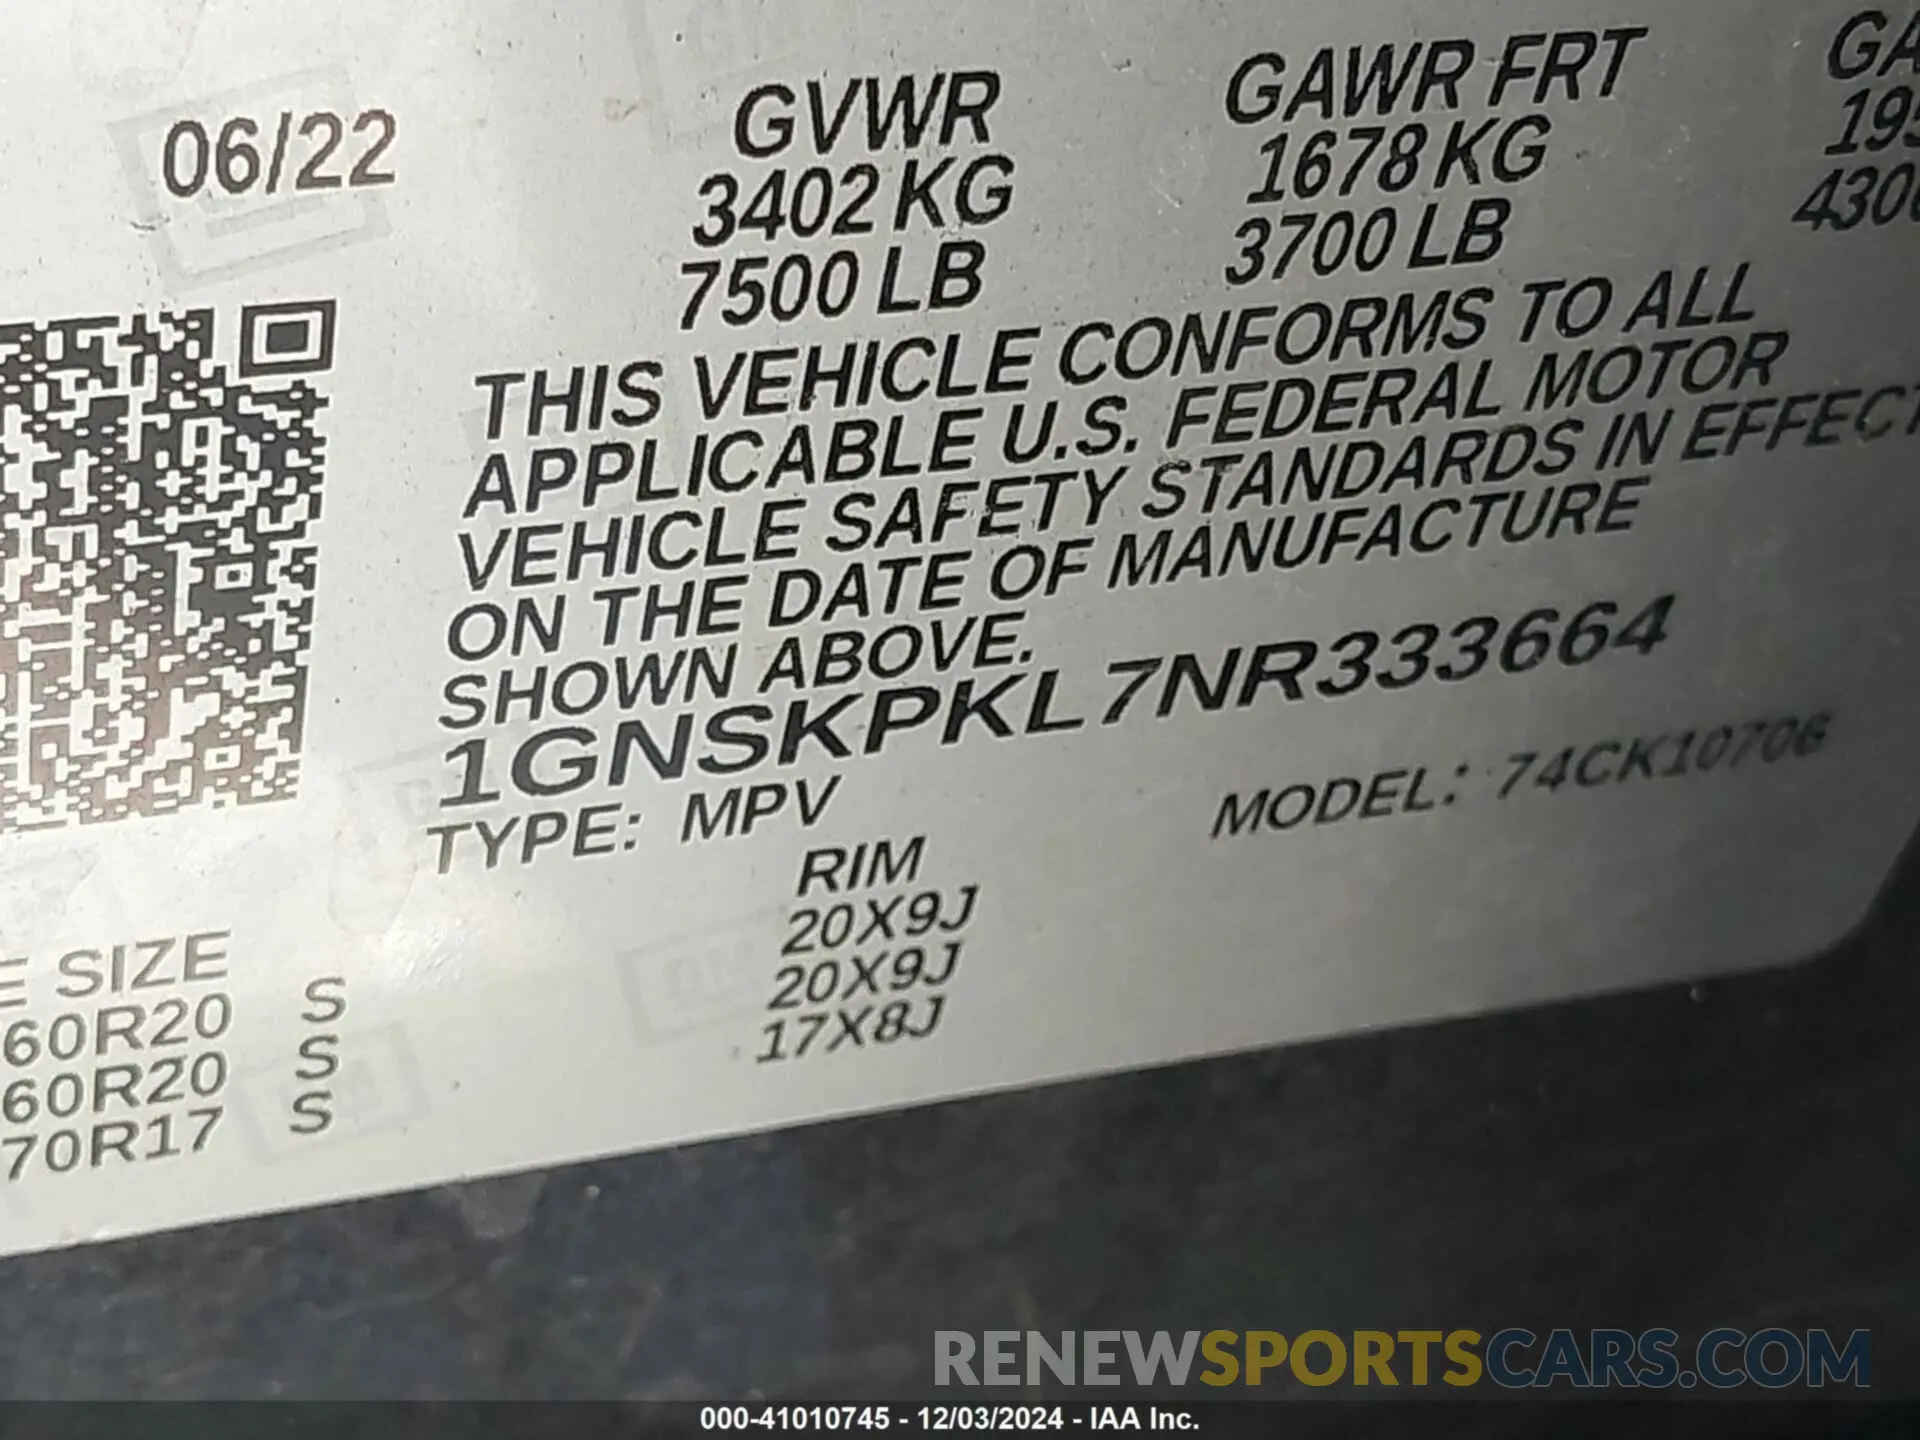 06/22
GVWR
3402 KG
7500 LB
GAWR FRT
1678 KG
3700 LB
THIS VEHICLE CONFORMS TO ALL
APPLICABLE U.S. FEDERAL MOTOR
VEHICLE SAFETY STANDARDS IN EFFECT
ON THE DATE OF MANUFACTURE
SHOWN ABOVE.
1GNSKPKL7NR333664
TYPE: MPV
MODEL: 74CK10706
SIZE
60R20 S
60R20 S
70R17 S
RIM
20X9J
20X9J
17X8J
RENEWSPORTSCARS.COM
000-41010745 - 12/03/2024 - IAA Inc.